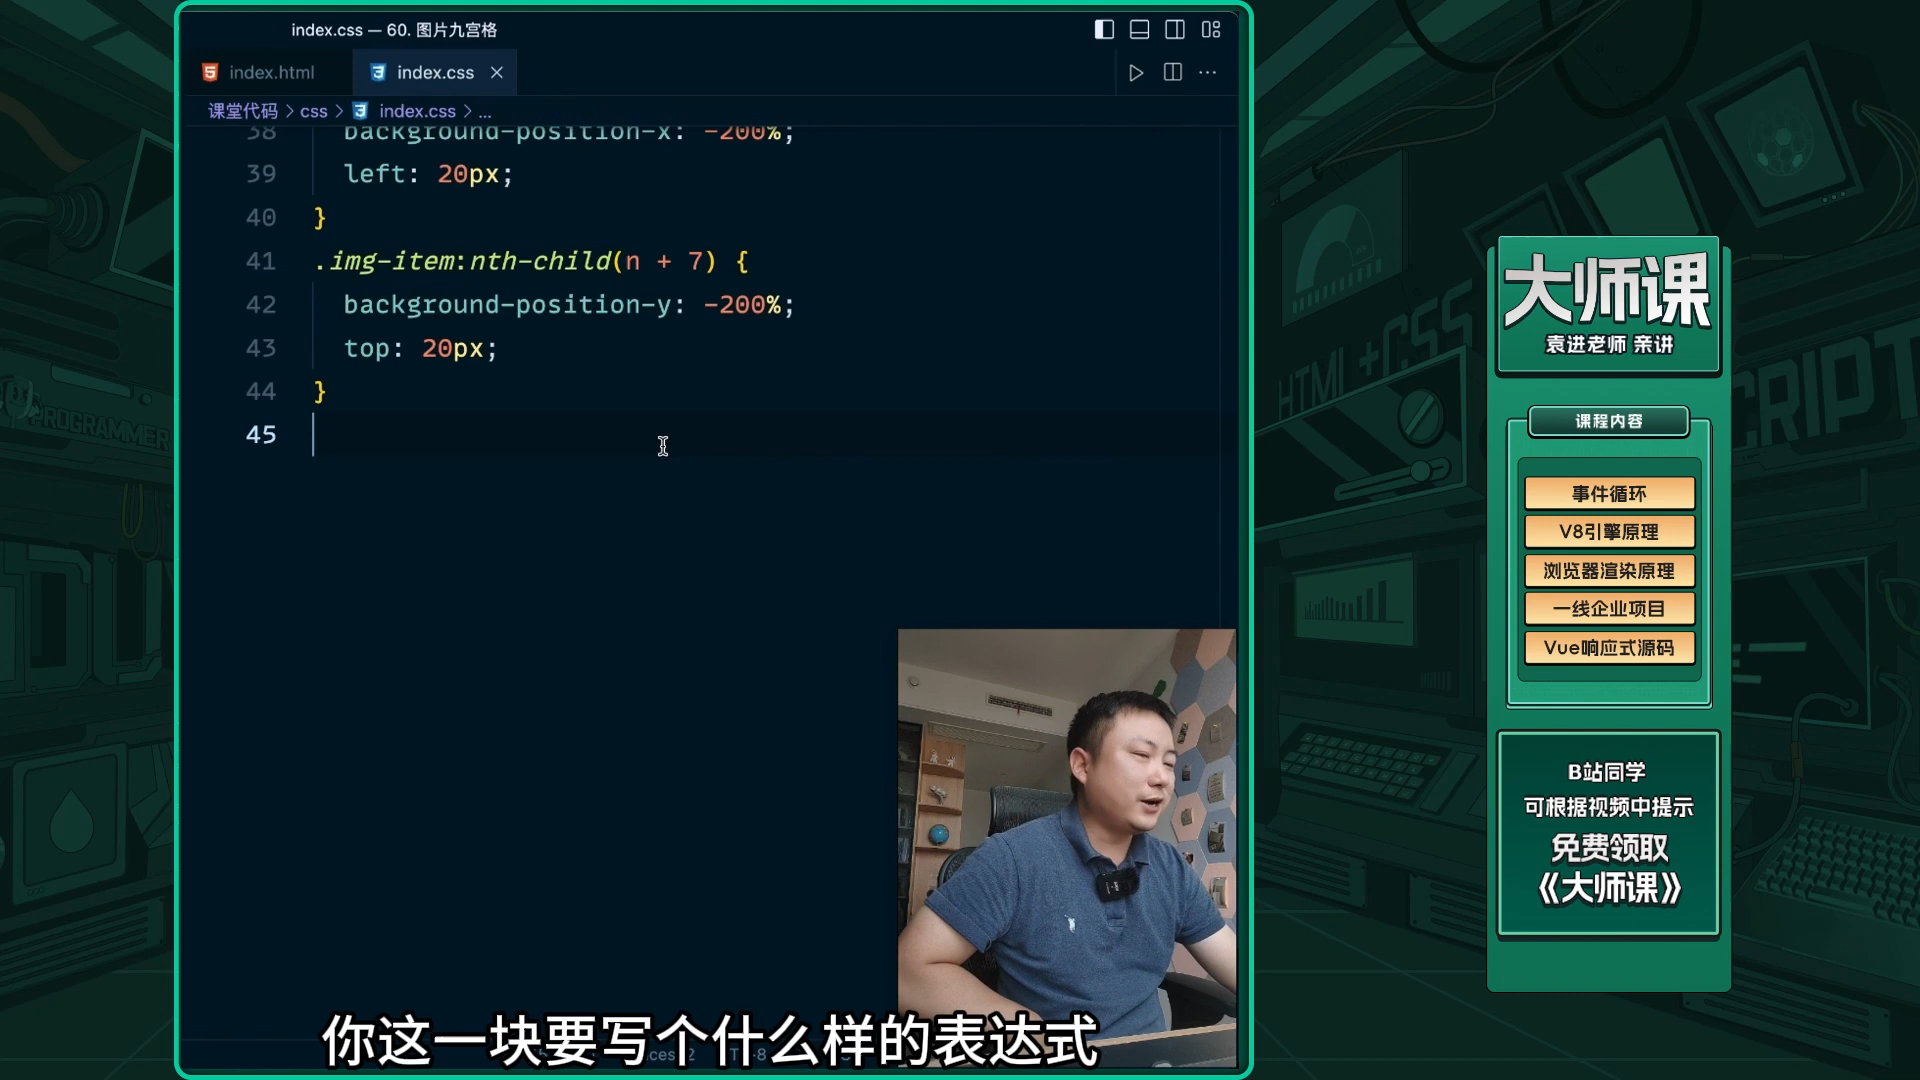 index.css — 60. 图片九宫格
index.html
index.css
课堂代码 > css > index.css > ...
38 background-position-x: -200%;
39 left: 20px;
40 }
41 .img-item:nth-child(n + 7) {
42 background-position-y: -200%;
43 top: 20px;
44 }
45
你这一块要写个什么样的表达式
大师课
袁进老师 亲讲
课程内容
事件循环
V8引擎原理
浏览器渲染原理
一线企业项目
Vue响应式源码
B站同学
可根据视频中提示
免费领取
《大师课》
PROGRAMMER
HTMl +CSS